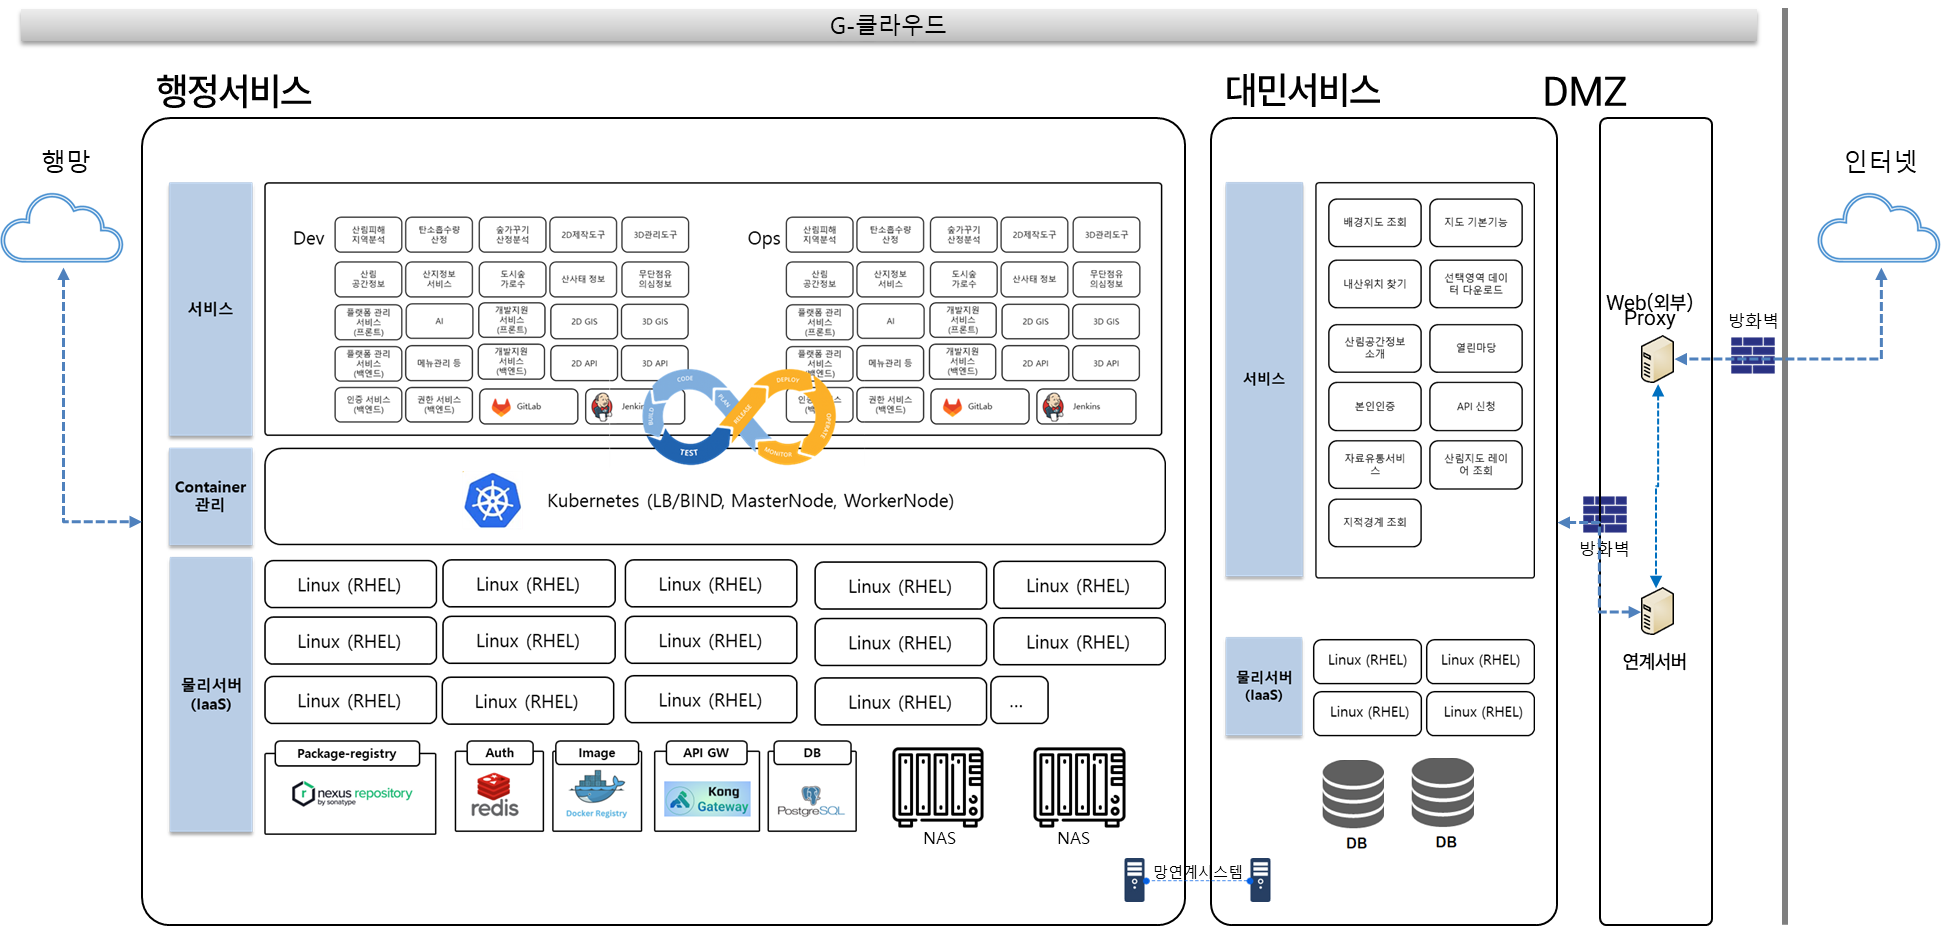 G-클라우드
행정서비스
대민서비스
DMZ
행망
인터넷
서비스
Dev
산림피해
지역분석
탄소흡수량
산정
숲가꾸기
산정분석
2D제작도구
3D관리도구
산림
공간정보
산지정보
서비스
도시숲
가로수
산사태 정보
무단점유
의심정보
플랫폼 관리
서비스
(프론트)
AI
개발지원
서비스
(프론트)
2D GIS
3D GIS
플랫폼 관리
서비스
(백엔드)
메뉴관리 등
개발지원
서비스
(백엔드)
2D API
3D API
인증 서비스
(백엔드)
권한 서비스
(백엔드)
GitLab
CODE
PLAN
BUILD
TEST
RELEASE
DEPLOY
OPERATE
MONITOR
Ops
산림피해
지역분석
탄소흡수량
산정
숲가꾸기
산정분석
2D제작도구
3D관리도구
산림
공간정보
산지정보
서비스
도시숲
가로수
산사태 정보
무단점유
의심정보
플랫폼 관리
서비스
(프론트)
AI
개발지원
서비스
(프론트)
2D GIS
3D GIS
플랫폼 관리
메뉴관리 등
개발지원
서비스
(백엔드)
2D API
3D API
권한 서비스
(백엔드)
GitLab
Jenkins
Container
관리
Kubernetes (LB/BIND, MasterNode, WorkerNode)
물리서버
(IaaS)
Linux (RHEL)
Linux (RHEL)
Linux (RHEL)
Linux (RHEL)
Linux (RHEL)
Linux (RHEL)
Linux (RHEL)
Linux (RHEL)
Linux (RHEL)
Linux (RHEL)
Linux (RHEL)
Linux (RHEL)
Linux (RHEL)
Linux (RHEL)
...
Package-registry
nexus repository
by sonatype
Auth
redis
Image
Docker Registry
API GW
Kong
Gateway
DB
PostgreSQL
NAS
NAS
망연계시스템
서비스
배경지도 조회
지도 기본기능
내산위치 찾기
선택영역 데이
터 다운로드
산림공간정보
소개
열린마당
본인인증
API 신청
자료유통서비
스
산림지도 레이
어 조회
지적경계 조회
물리서버
(IaaS)
Linux (RHEL)
Linux (RHEL)
Linux (RHEL)
Linux (RHEL)
DB
DB
Web(외부)
Proxy
방화벽
방화벽
연계서버